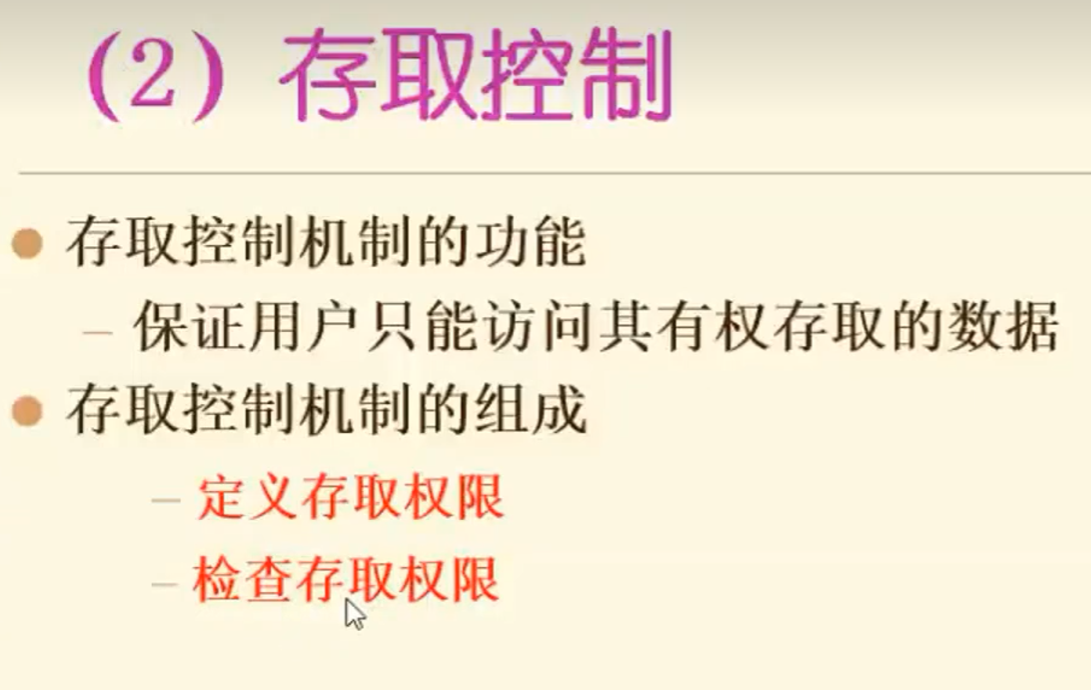 （2）存取控制
存取控制机制的功能
– 保证用户只能访问其有权存取的数据
存取控制机制的组成
– 定义存取权限
– 检查存取权限